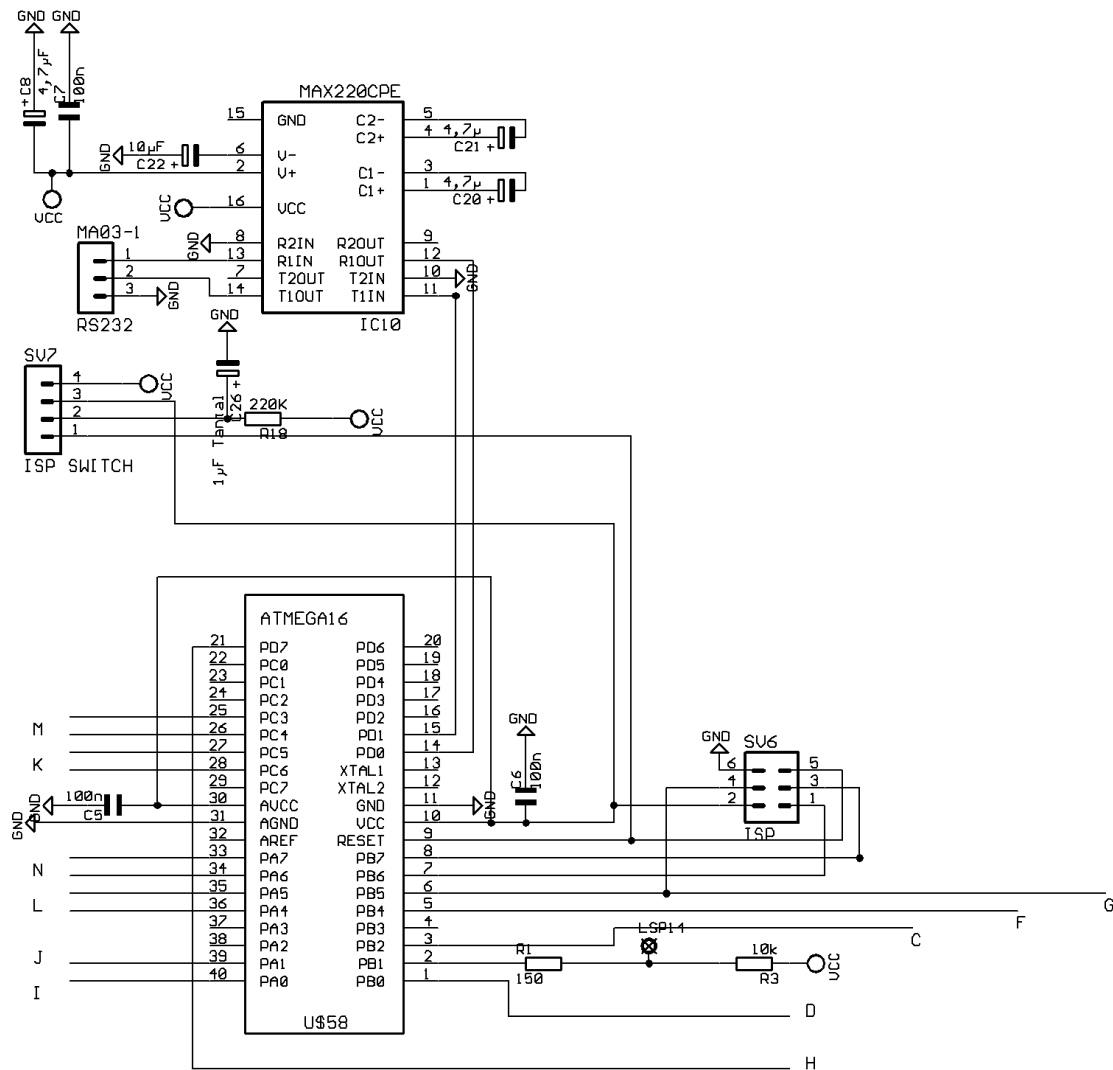 GND GND
+C8
4,7µF
C7
100n
VCC
MAX220CPE
15 GND C2- 5
C2+ 4 4,7µ
C21 +
GND 10µF
C22 +
6 V-
2 V+
C1- 3
C1+ 1 4,7µ
C20 +
VCC 16 VCC
GND 8 R2IN R2OUT 9
13 R1IN R1OUT 12
7 T2OUT T2IN 10 GND
14 T1OUT T1IN 11
IC10
MA03-1
1
2
3 GND
RS232
GND
C26 +
1µF Tantal
SV7
4 VCC
3
2
1
ISP SWITCH
220K
R18
VCC
ATMEGA16
21 PD7 PD6 20
22 PC0 PD5 19
23 PC1 PD4 18
24 PC2 PD3 17
25 PC3 PD2 16
M 26 PC4 PD1 15
27 PC5 PD0 14
K 28 PC6 XTAL1 13
29 PC7 XTAL2 12
GND 100n
C5
30 AVCC GND 11 GND
GND 31 AGND VCC 10
32 AREF RESET 9
33 PA7 PB7 8
N 34 PA6 PB6 7
35 PA5 PB5 6
L 36 PA4 PB4 5
37 PA3 PB3 4
38 PA2 PB2 3
J 39 PA1 PB1 2
I 40 PA0 PB0 1
U$58
GND
C6
100n
GND SV6
6 5
4 3
2 1
ISP
G
F
C
LSP14
R1
150
10k
R3
VCC
D
H